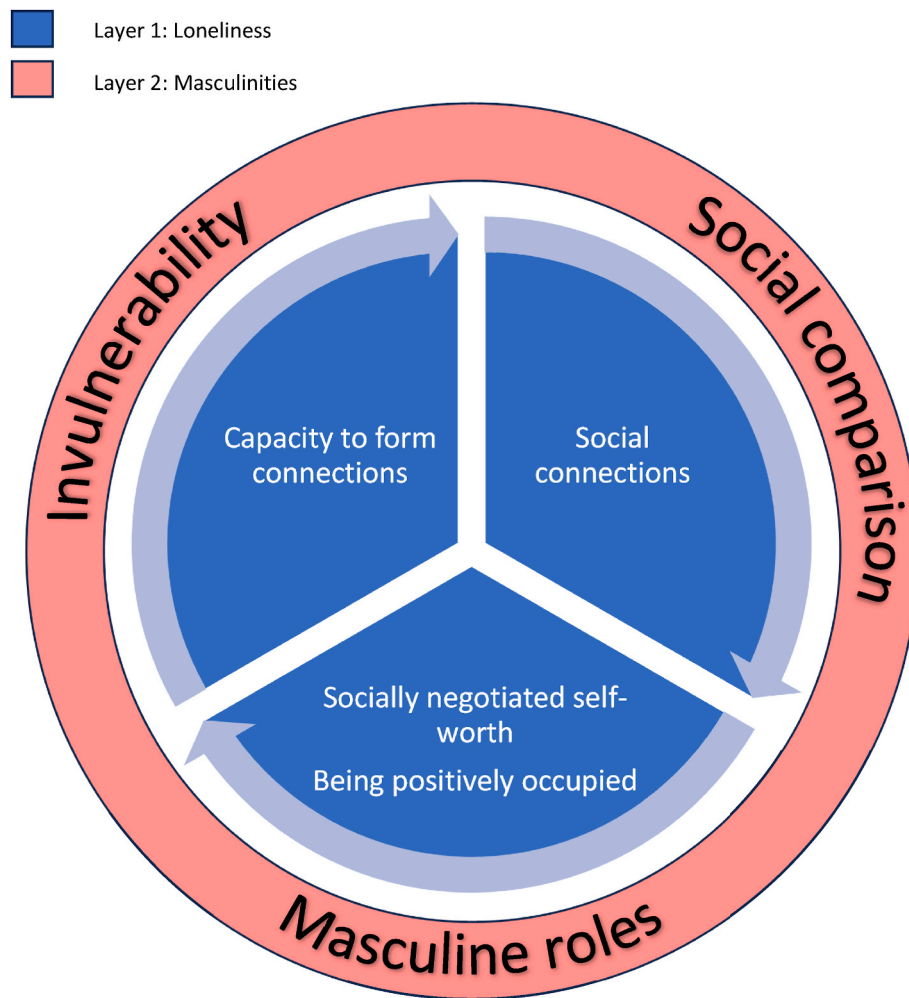 Layer 1: Loneliness
Layer 2: Masculinities
Invulnerability
Social comparison
Capacity to form
connections
Social
connections
Socially negotiated self-
worth
Being positively occupied
Masculine roles